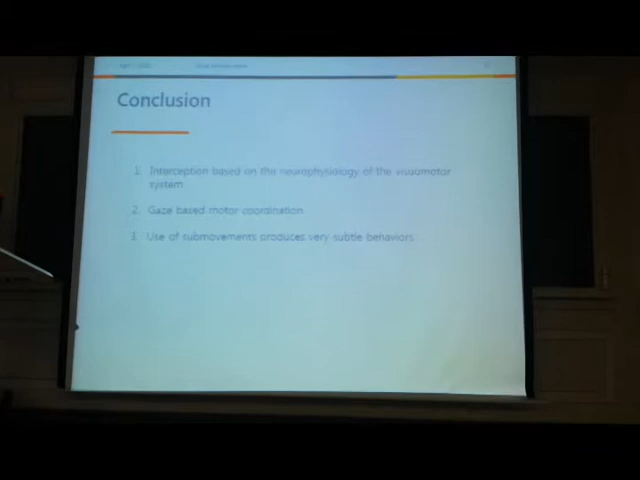 Conclusion
1. Interception based on the neurophysiology of the visuomotor
system
2. Gaze based motor coordination
3. Use of submovements produces very subtle behaviors